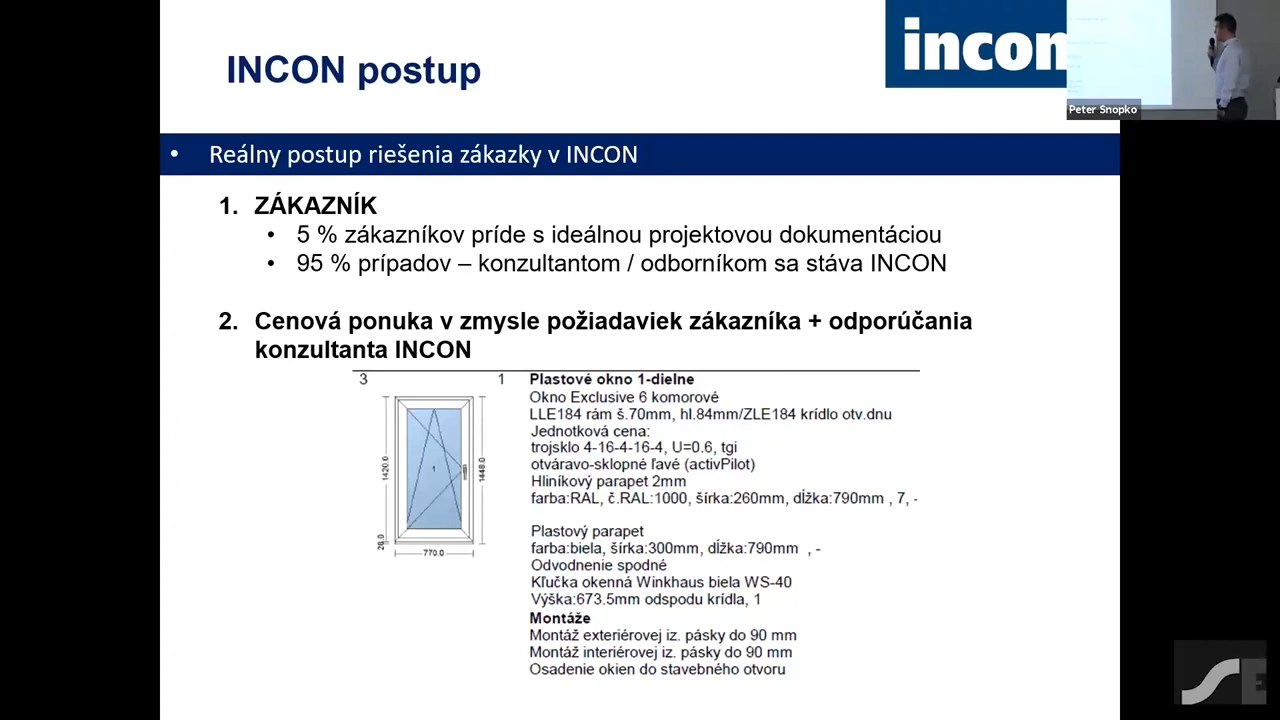 INCON postup
incon
Peter Snopko
• Reálny postup riešenia zákazky v INCON
1. ZÁKAZNÍK
• 5 % zákazníkov príde s ideálnou projektovou dokumentáciou
• 95 % prípadov – konzultantom / odborníkom sa stáva INCON
2. Cenová ponuka v zmysle požiadaviek zákazníka + odporúčania
konzultanta INCON
3 1 Plastové okno 1-dielne
Okno Exclusive 6 komorové
LLE184 rám š.70mm, hl.84mm/ZLE184 krídlo otv.dnu
Jednotková cena:
trojsklo 4-16-4-16-4, U=0.6, tgi
otváravo-sklopné ľavé (activPilot)
Hliníkový parapet 2mm
farba:RAL, č.RAL:1000, šírka:260mm, dĺžka:790mm , 7, -
Plastový parapet
farba:biela, šírka:300mm, dĺžka:790mm , -
Odvodnenie spodné
Kľučka okenná Winkhaus biela WS-40
Výška:673.5mm odspodu krídla, 1
Montáže
Montáž exteriérovej iz. pásky do 90 mm
Montáž interiérovej iz. pásky do 90 mm
Osadenie okien do stavebného otvoru
1420.0
1
1448.0
28.0
770.0
SE